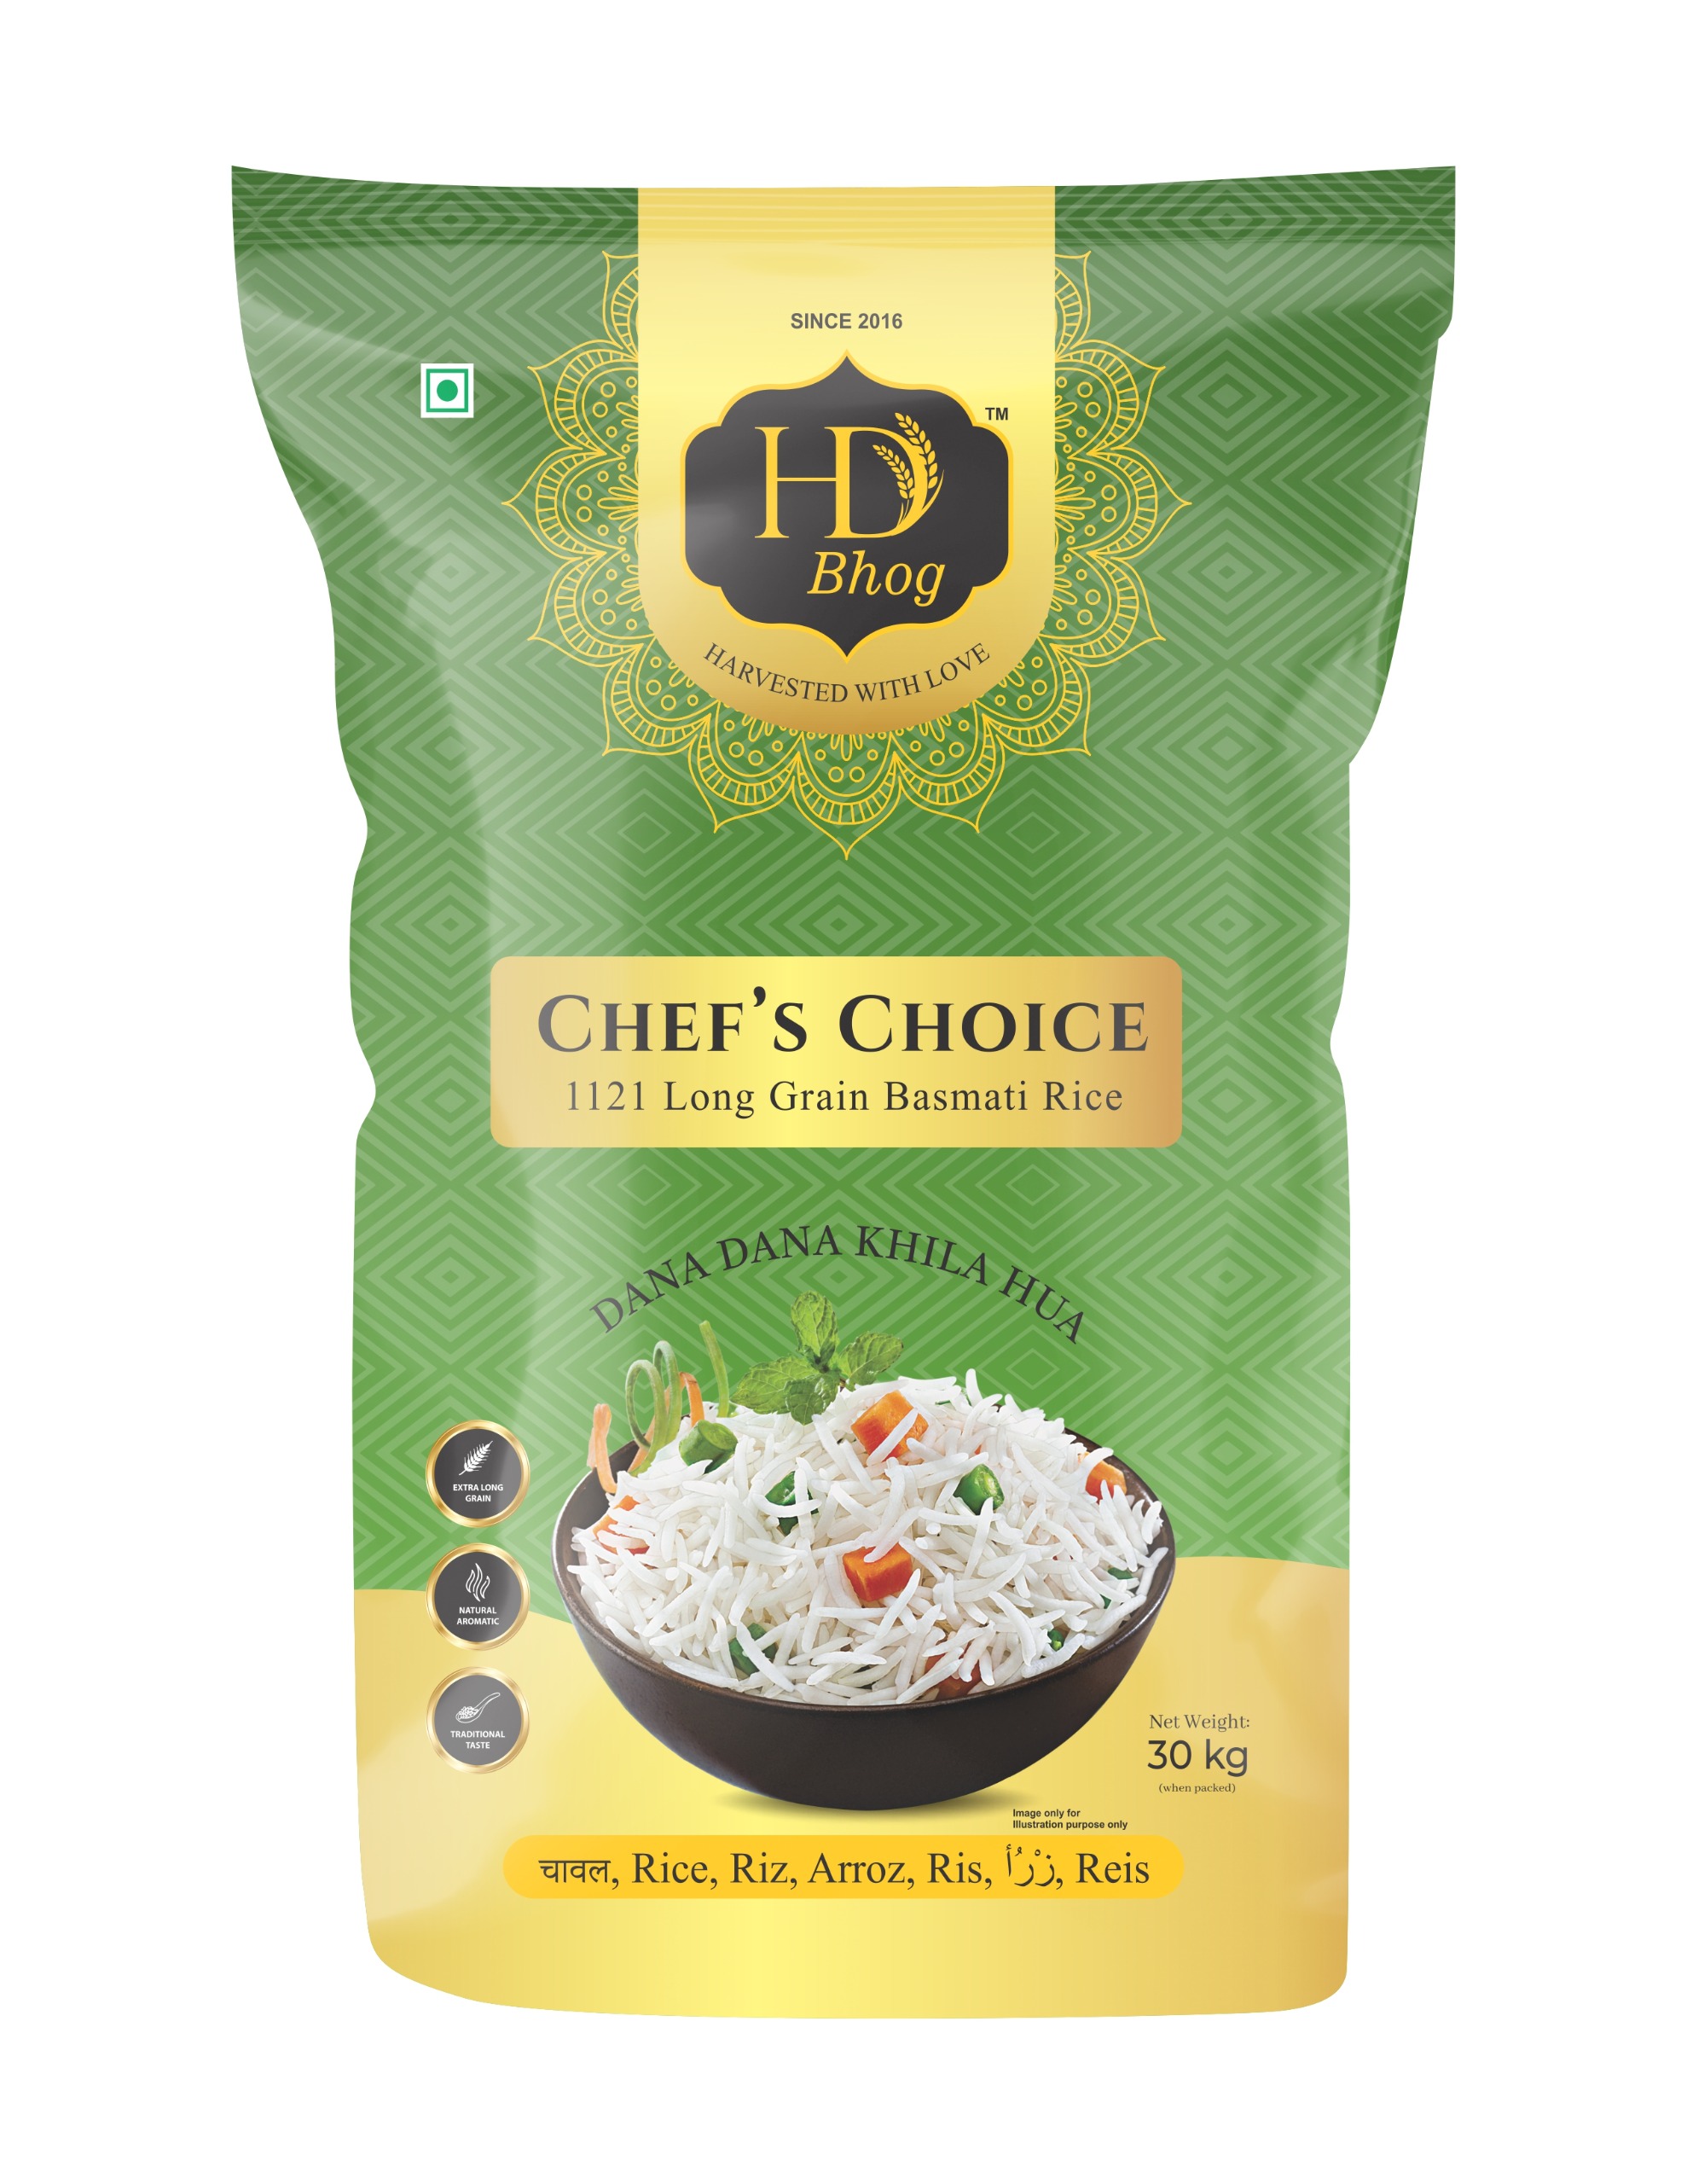 SINCE 2016
HD
TM
Bhog
HARVESTED WITH LOVE
CHEF'S CHOICE
1121 Long Grain Basmati Rice
DANA DANA KHILA HUA
EXTRA LONG
GRAIN
NATURAL
AROMATIC
TRADITIONAL
TASTE
Net Weight:
30 kg
(when packed)
Image only for
Illustration purpose only
चावल, Rice, Riz, Arroz, Ris, أُرْز, Reis